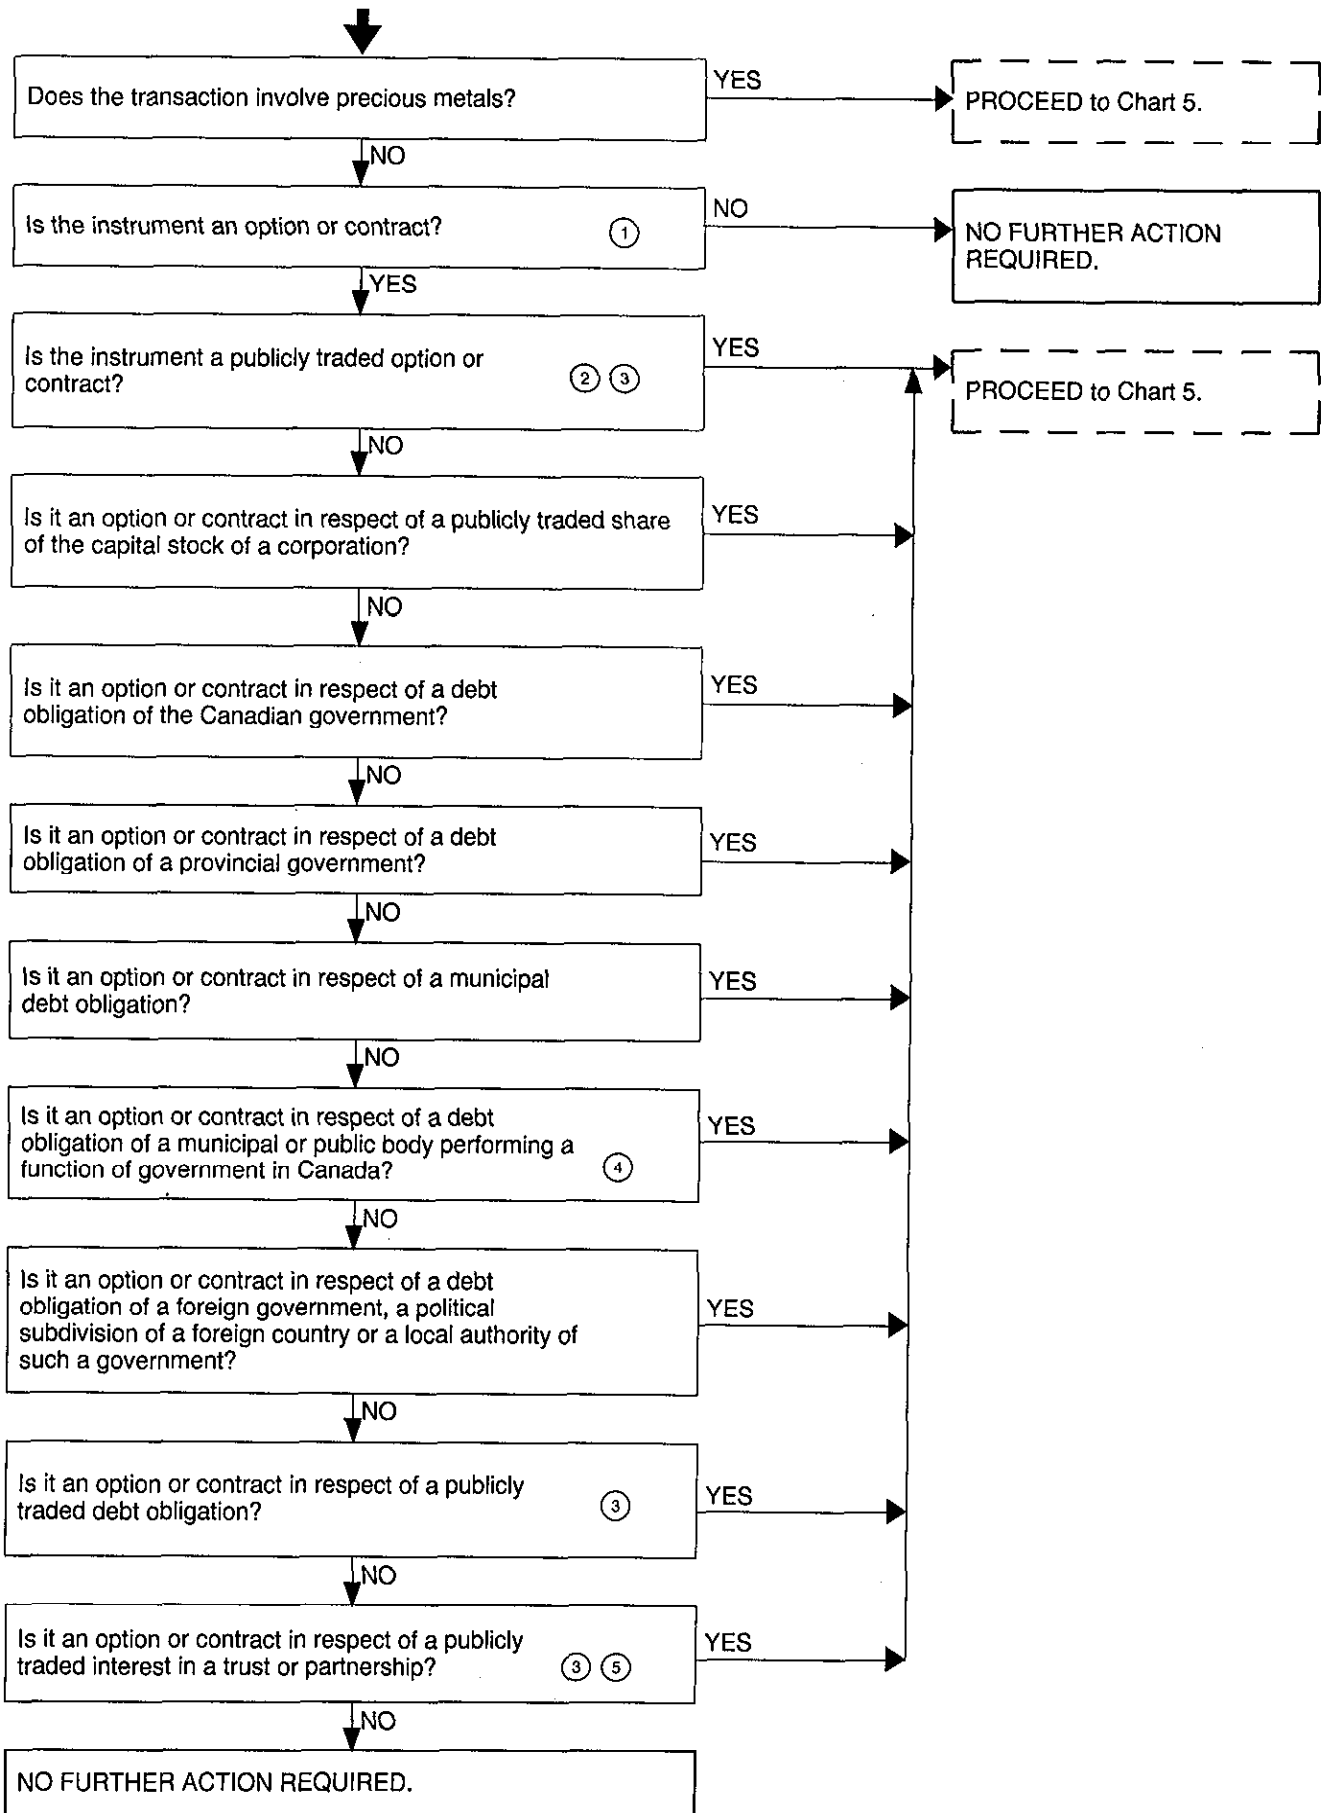 Does the transaction involve precious metals?
YES
PROCEED to Chart 5.
NO
Is the instrument an option or contract?
①
NO
NO FURTHER ACTION
REQUIRED.
YES
Is the instrument a publicly traded option or
contract?
② ③
YES
PROCEED to Chart 5.
NO
Is it an option or contract in respect of a publicly traded share
of the capital stock of a corporation?
YES
NO
Is it an option or contract in respect of a debt
obligation of the Canadian government?
YES
NO
Is it an option or contract in respect of a debt
obligation of a provincial government?
YES
NO
Is it an option or contract in respect of a municipal
debt obligation?
YES
NO
Is it an option or contract in respect of a debt
obligation of a municipal or public body performing a
function of government in Canada?
④
YES
NO
Is it an option or contract in respect of a debt
obligation of a foreign government, a political
subdivision of a foreign country or a local authority of
such a government?
YES
NO
Is it an option or contract in respect of a publicly
traded debt obligation?
③
YES
NO
Is it an option or contract in respect of a publicly
traded interest in a trust or partnership?
③ ⑤
YES
NO
NO FURTHER ACTION REQUIRED.